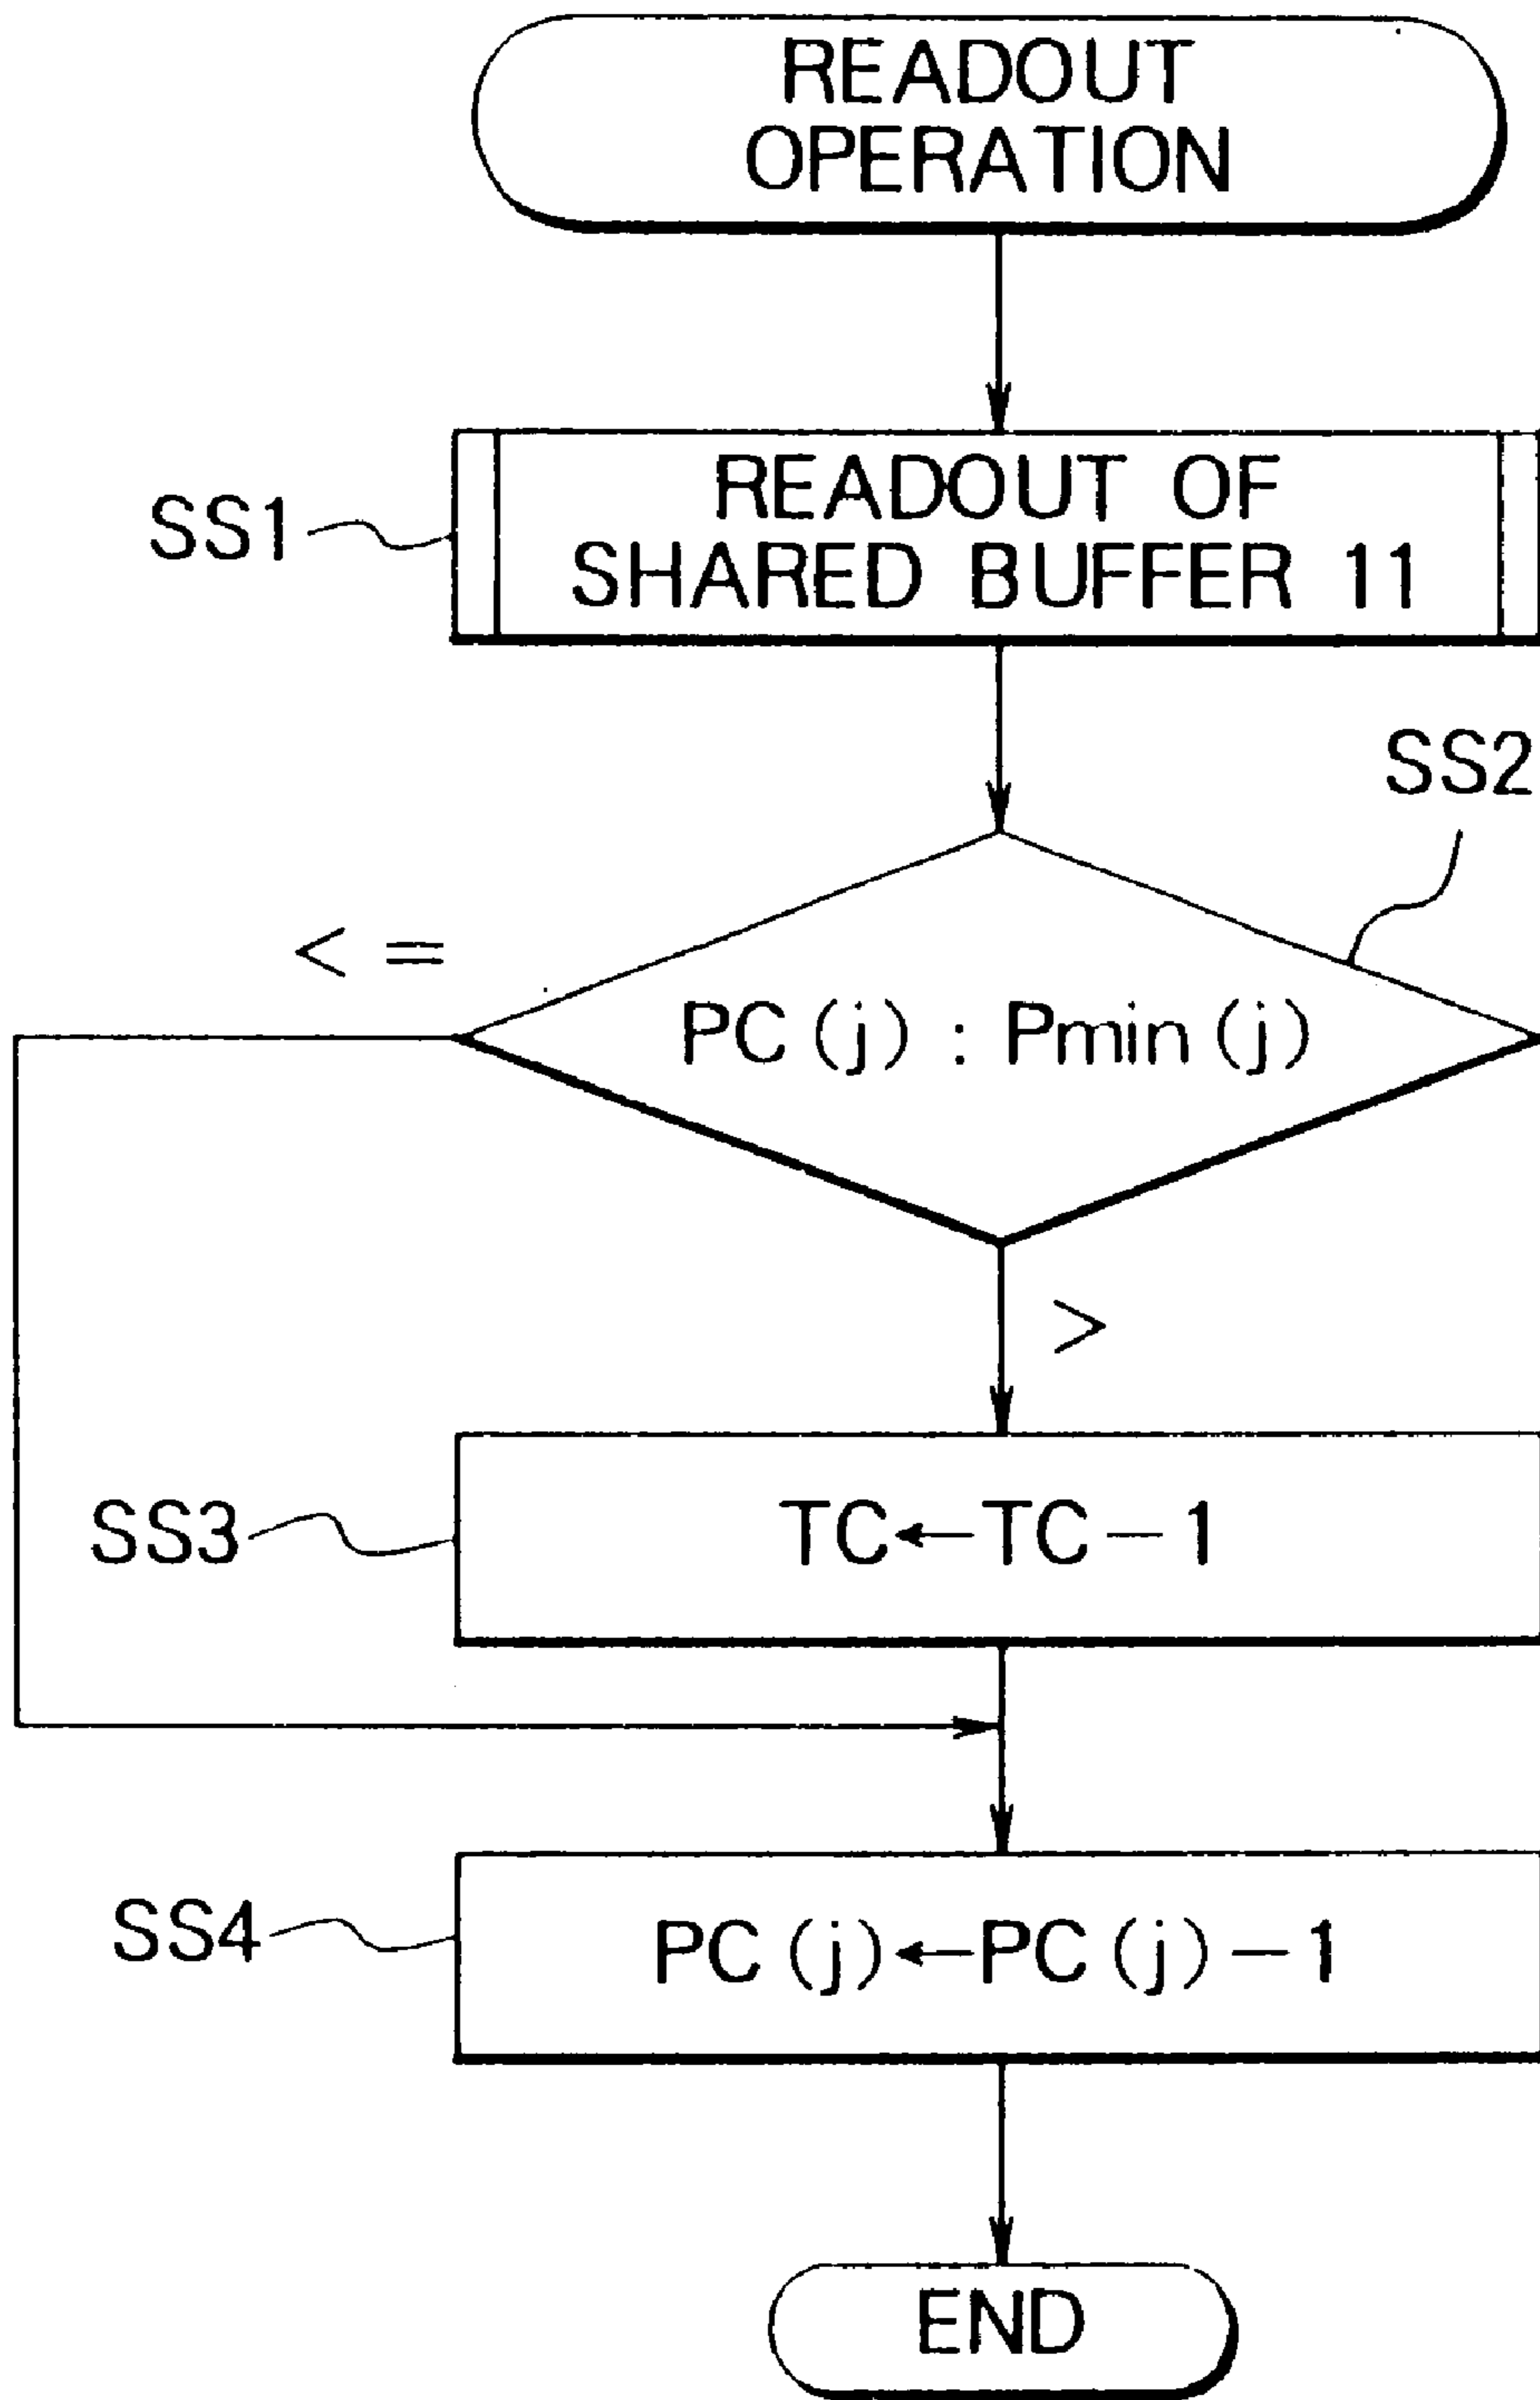 READOUT
OPERATION
SS1
READOUT OF
SHARED BUFFER 11
SS2
< =
PC (j) : Pmin (j)
>
SS3
TC←TC−1
SS4
PC (j)←PC (j)−1
END